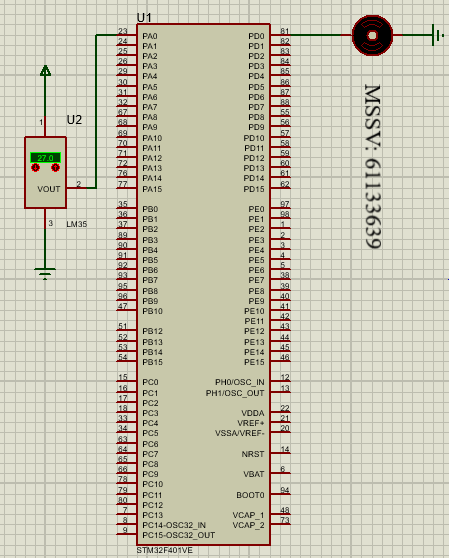 U1
23 PA0 PD0 81
24 PA1 PD1 82
25 PA2 PD2 83
26 PA3 PD3 84
29 PA4 PD4 85
30 PA5 PD5 86
31 PA6 PD6 87
32 PA7 PD7 88
67 PA8 PD8 55
68 PA9 PD9 56
69 PA10 PD10 57
70 PA11 PD11 58
71 PA12 PD12 59
72 PA13 PD13 60
76 PA14 PD14 61
77 PA15 PD15 62
35 PB0 PE0 97
36 PB1 PE1 98
37 PB2 PE2 1
89 PB3 PE3 2
90 PB4 PE4 3
91 PB5 PE5 4
92 PB6 PE6 5
93 PB7 PE7 38
95 PB8 PE8 39
96 PB9 PE9 40
47 PB10 PE10 41
PE11 42
51 PB12 PE12 43
52 PB13 PE13 44
53 PB14 PE14 45
54 PB15 PE15 46
15 PC0 PH0/OSC_IN 12
16 PC1 PH1/OSC_OUT 13
17 PC2
18 PC3 VDDA 22
33 PC4 VREF+ 21
34 PC5 VSSA/VREF- 20
63 PC6
64 PC7 NRST 14
65 PC8
66 PC9 VBAT 6
78 PC10
79 PC11 BOOT0 94
80 PC12
7 PC13 VCAP_1 48
8 PC14-OSC32_IN VCAP_2 73
9 PC15-OSC32_OUT
STM32F401VE
U2
1
27.0
VOUT 2
3
LM35
MSSV: 61133639